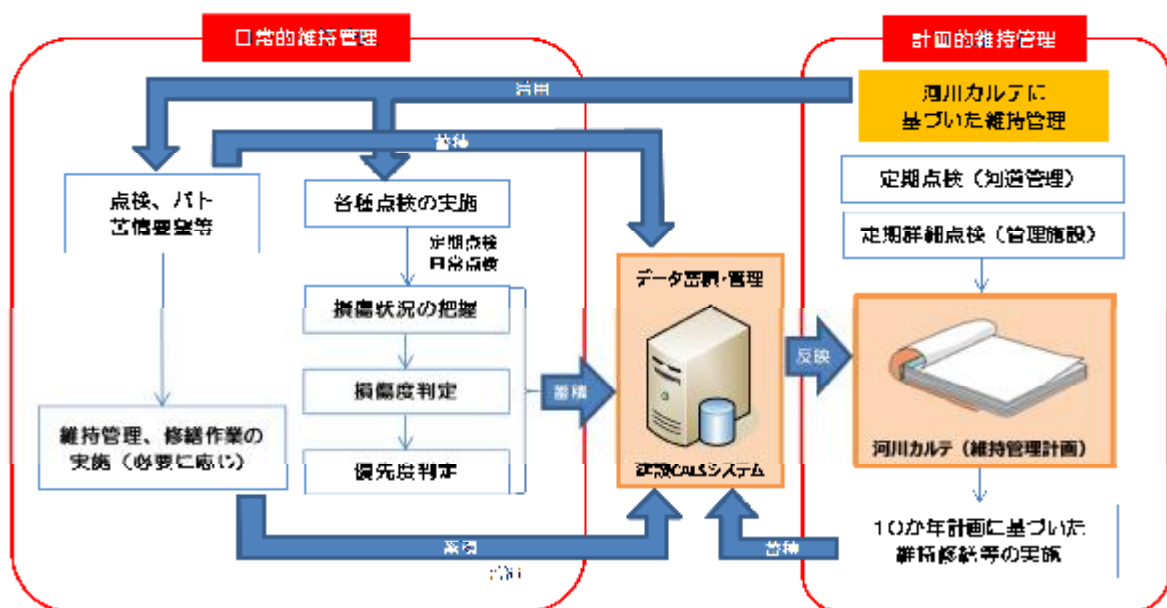 日常的維持管理
計画的維持管理
活用
河川カルテに
基づいた維持管理
蓄積
点検、パト
苦情要望等
各種点検の実施
定期点検
日常点検
定期点検（知道管理）
定期詳細点検（管理施設）
損傷状況の把握
損傷度判定
優先度判定
維持管理、修繕作業の
実施（必要に応じ）
蓄積
データ蓄積・管理
建設CALSシステム
反映
河川カルテ（維持管理計画）
10か年計画に基づいた
維持修繕等の実施
蓄積
蓄積